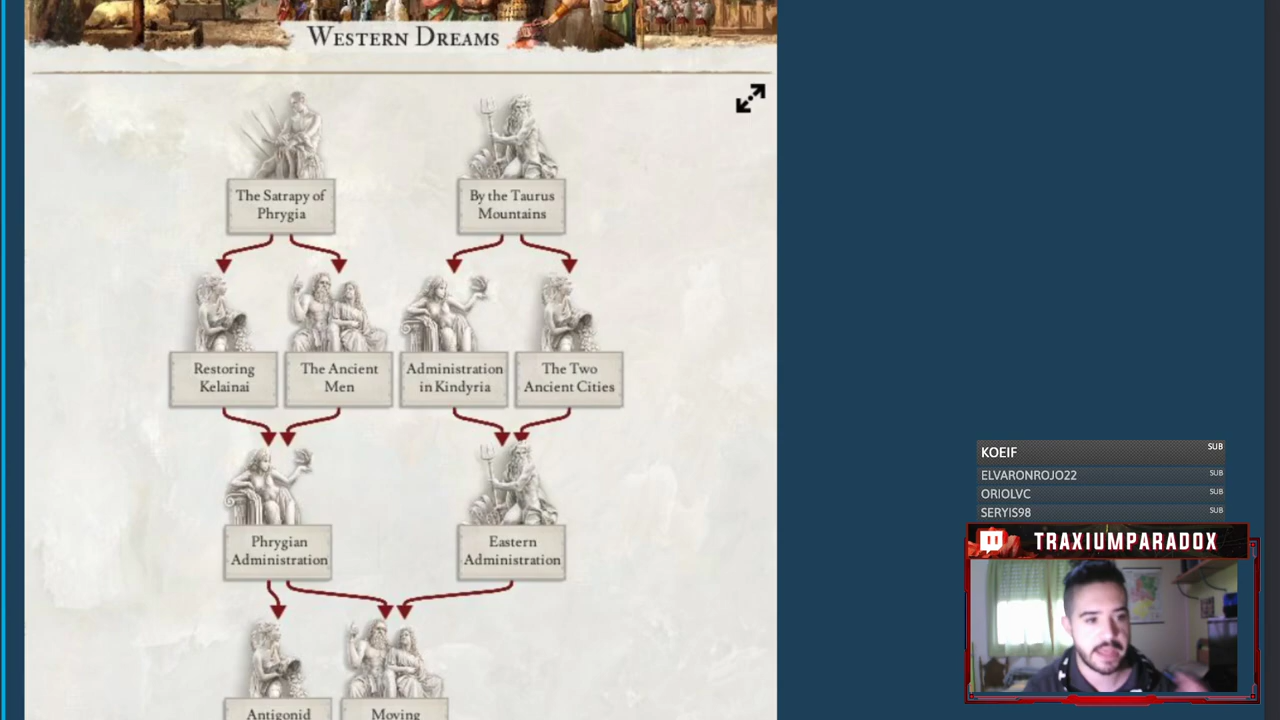 Western Dreams
The Satrapy of
Phrygia
By the Taurus
Mountains
Restoring
Kelainai
The Ancient
Men
Administration
in Kindyria
The Two
Ancient Cities
Phrygian
Administration
Eastern
Administration
Antigonid
Moving
KOEIF SUB
ELVARONROJO22 SUB
ORIOLVC SUB
SERYIS98 SUB
TRAXIUMPARADOX